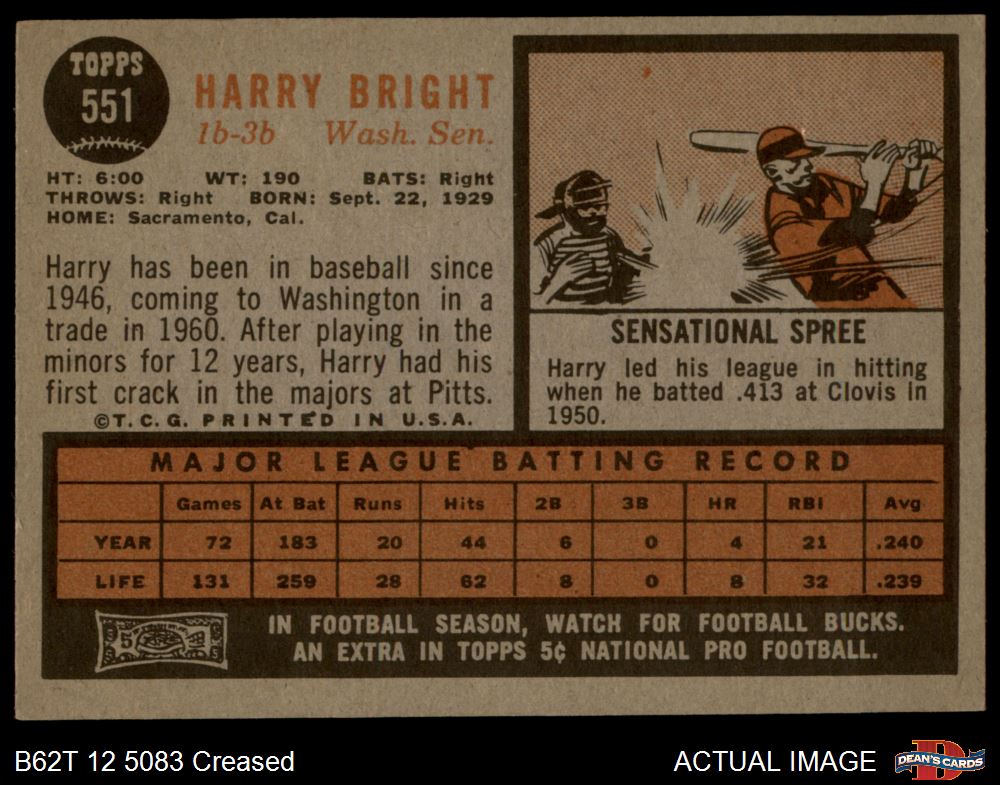 TOPPS
551
HARRY BRIGHT
1b-3b Wash. Sen.
HT: 6:00 WT: 190 BATS: Right
THROWS: Right BORN: Sept. 22, 1929
HOME: Sacramento, Cal.
Harry has been in baseball since
1946, coming to Washington in a
trade in 1960. After playing in the
minors for 12 years, Harry had his
first crack in the majors at Pitts.
©T.C.G. PRINTED IN U.S.A.
SENSATIONAL SPREE
Harry led his league in hitting
when he batted .413 at Clovis in
1950.
MAJOR LEAGUE BATTING RECORD
Games At Bat Runs Hits 2B 3B HR RBI Avg
YEAR 72 183 20 44 6 0 4 21 .240
LIFE 131 259 28 62 8 0 8 32 .239
IN FOOTBALL SEASON, WATCH FOR FOOTBALL BUCKS.
AN EXTRA IN TOPPS 5¢ NATIONAL PRO FOOTBALL.
B62T 12 5083 Creased
ACTUAL IMAGE
D
DEAN'S CARDS